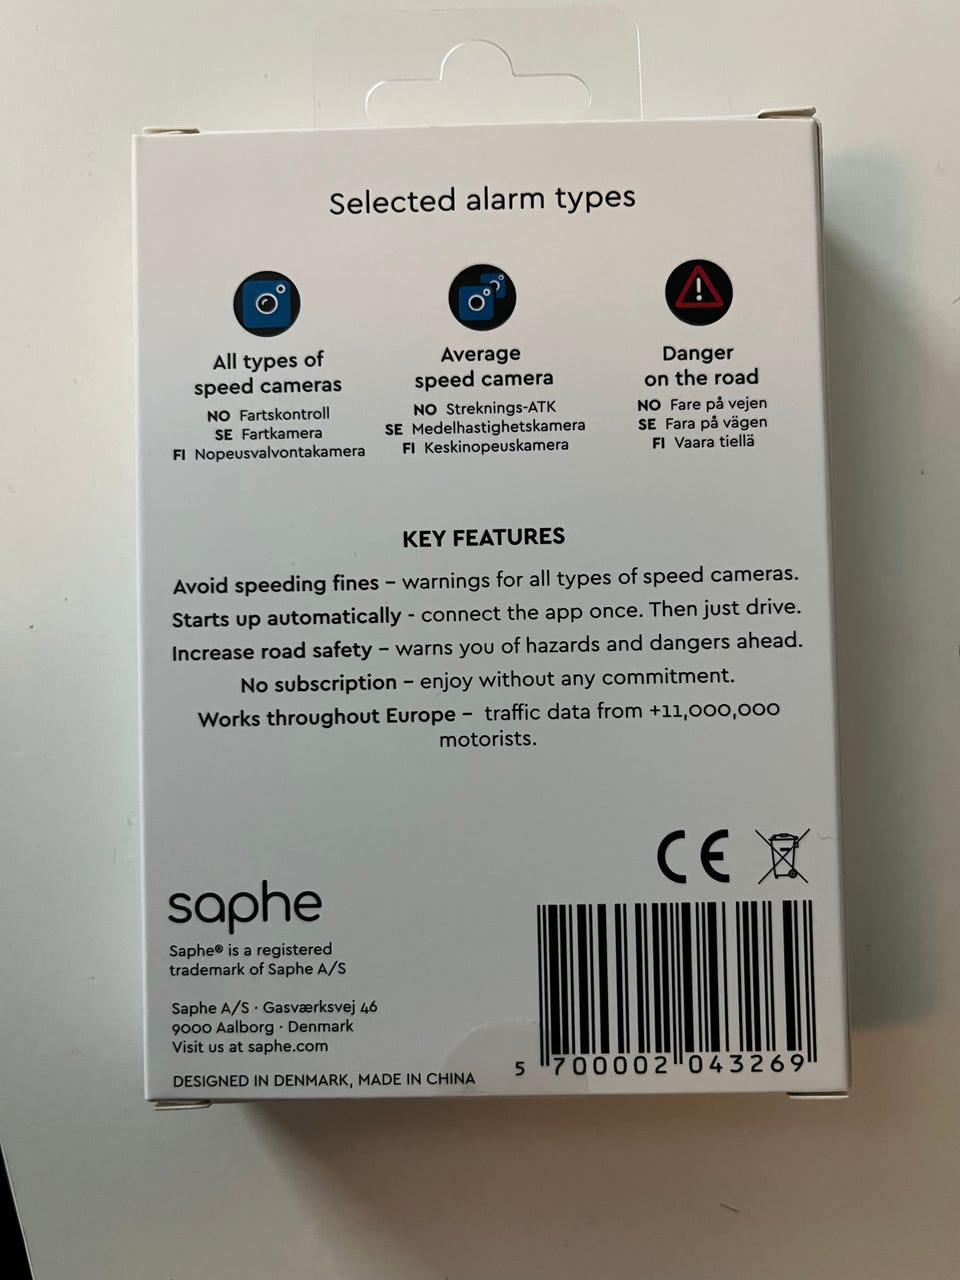 Selected alarm types
All types of
speed cameras
NO Fartskontroll
SE Fartkamera
FI Nopeusvalvontakamera
Average
speed camera
NO Streknings-ATK
SE Medelhastighetskamera
FI Keskinopeuskamera
Danger
on the road
NO Fare på vejen
SE Fara på vägen
FI Vaara tiellä
KEY FEATURES
Avoid speeding fines – warnings for all types of speed cameras.
Starts up automatically - connect the app once. Then just drive.
Increase road safety – warns you of hazards and dangers ahead.
No subscription – enjoy without any commitment.
Works throughout Europe – traffic data from +11,000,000
motorists.
CE
saphe
Saphe® is a registered
trademark of Saphe A/S
Saphe A/S · Gasværksvej 46
9000 Aalborg · Denmark
Visit us at saphe.com
DESIGNED IN DENMARK, MADE IN CHINA
5 700002 043269